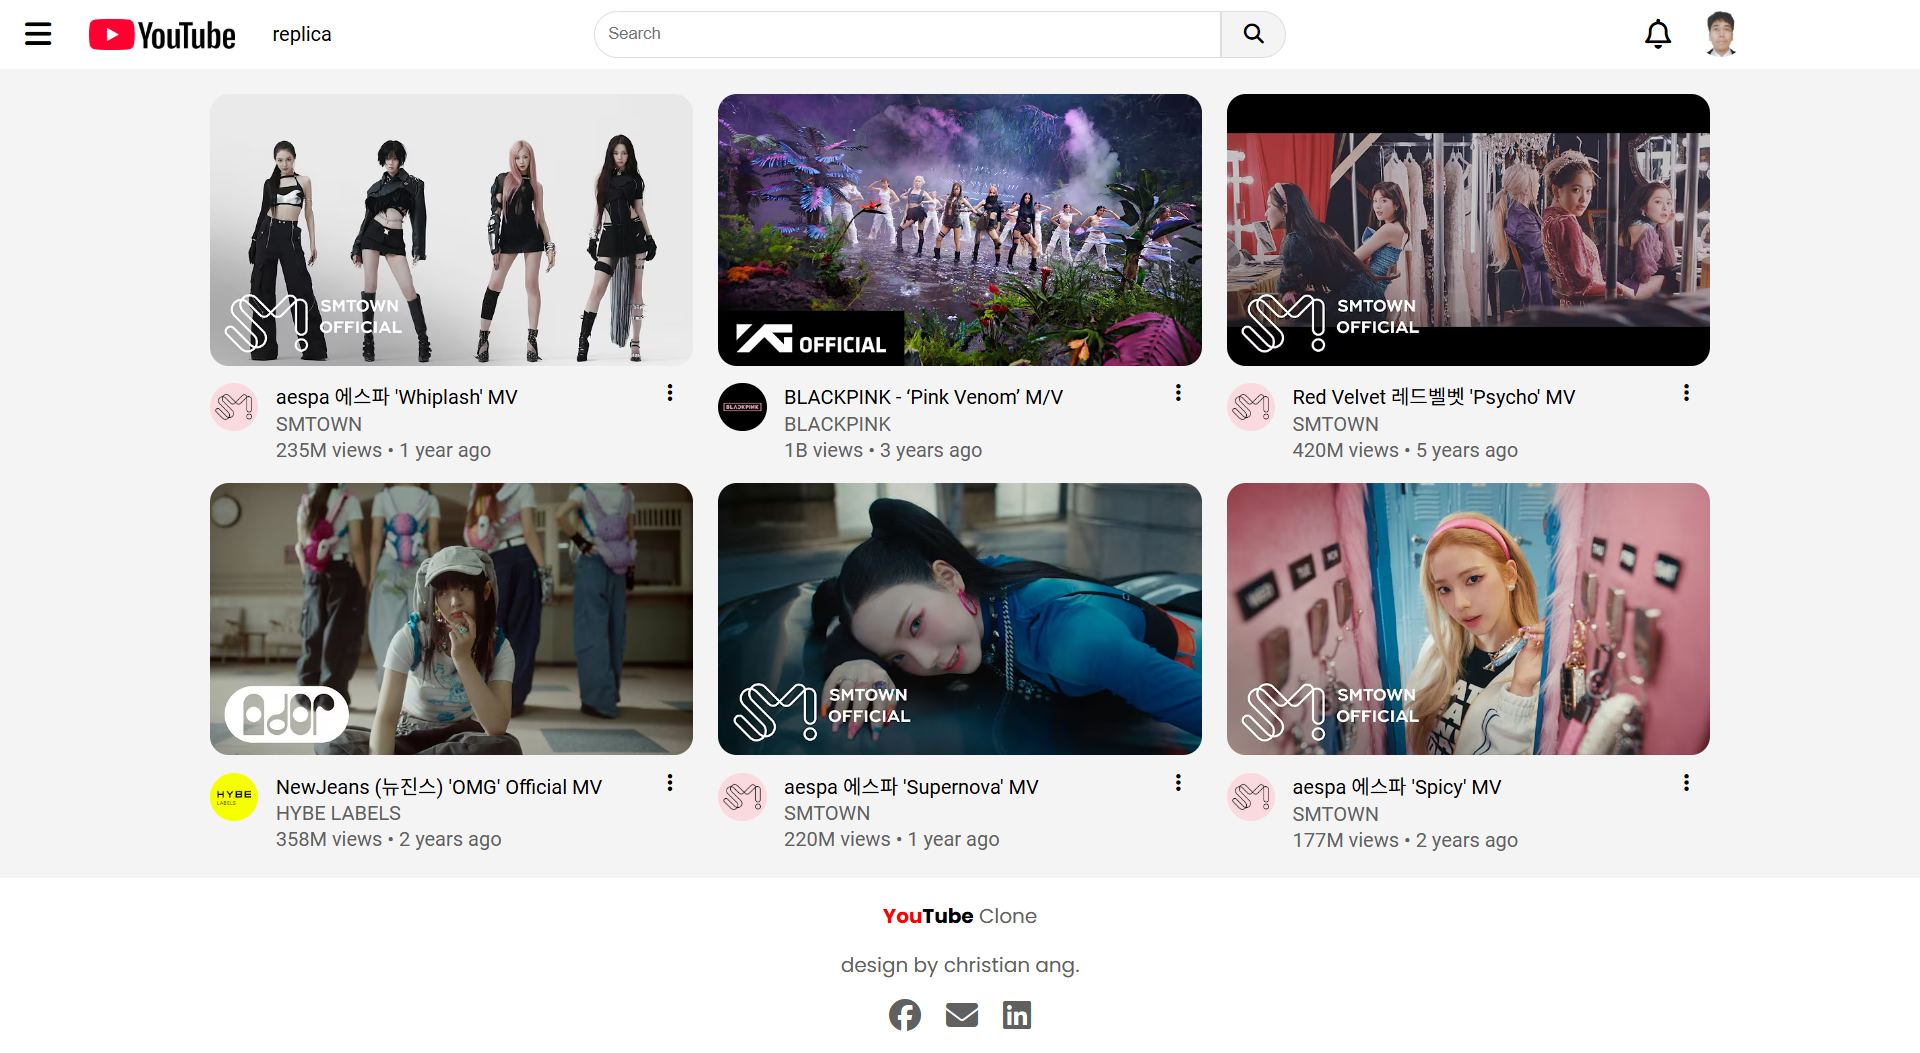 YouTube replica
Search
SMTOWN
OFFICIAL
YG OFFICIAL
SMTOWN
OFFICIAL
aespa 에스파 'Whiplash' MV
SMTOWN
235M views • 1 year ago
BLACKPINK
BLACKPINK - ‘Pink Venom’ M/V
BLACKPINK
1B views • 3 years ago
Red Velvet 레드벨벳 'Psycho' MV
SMTOWN
420M views • 5 years ago
ador
SMTOWN
OFFICIAL
SMTOWN
OFFICIAL
HYBE
LABELS
NewJeans (뉴진스) 'OMG' Official MV
HYBE LABELS
358M views • 2 years ago
aespa 에스파 'Supernova' MV
SMTOWN
220M views • 1 year ago
aespa 에스파 'Spicy' MV
SMTOWN
177M views • 2 years ago
YouTube Clone
design by christian ang.